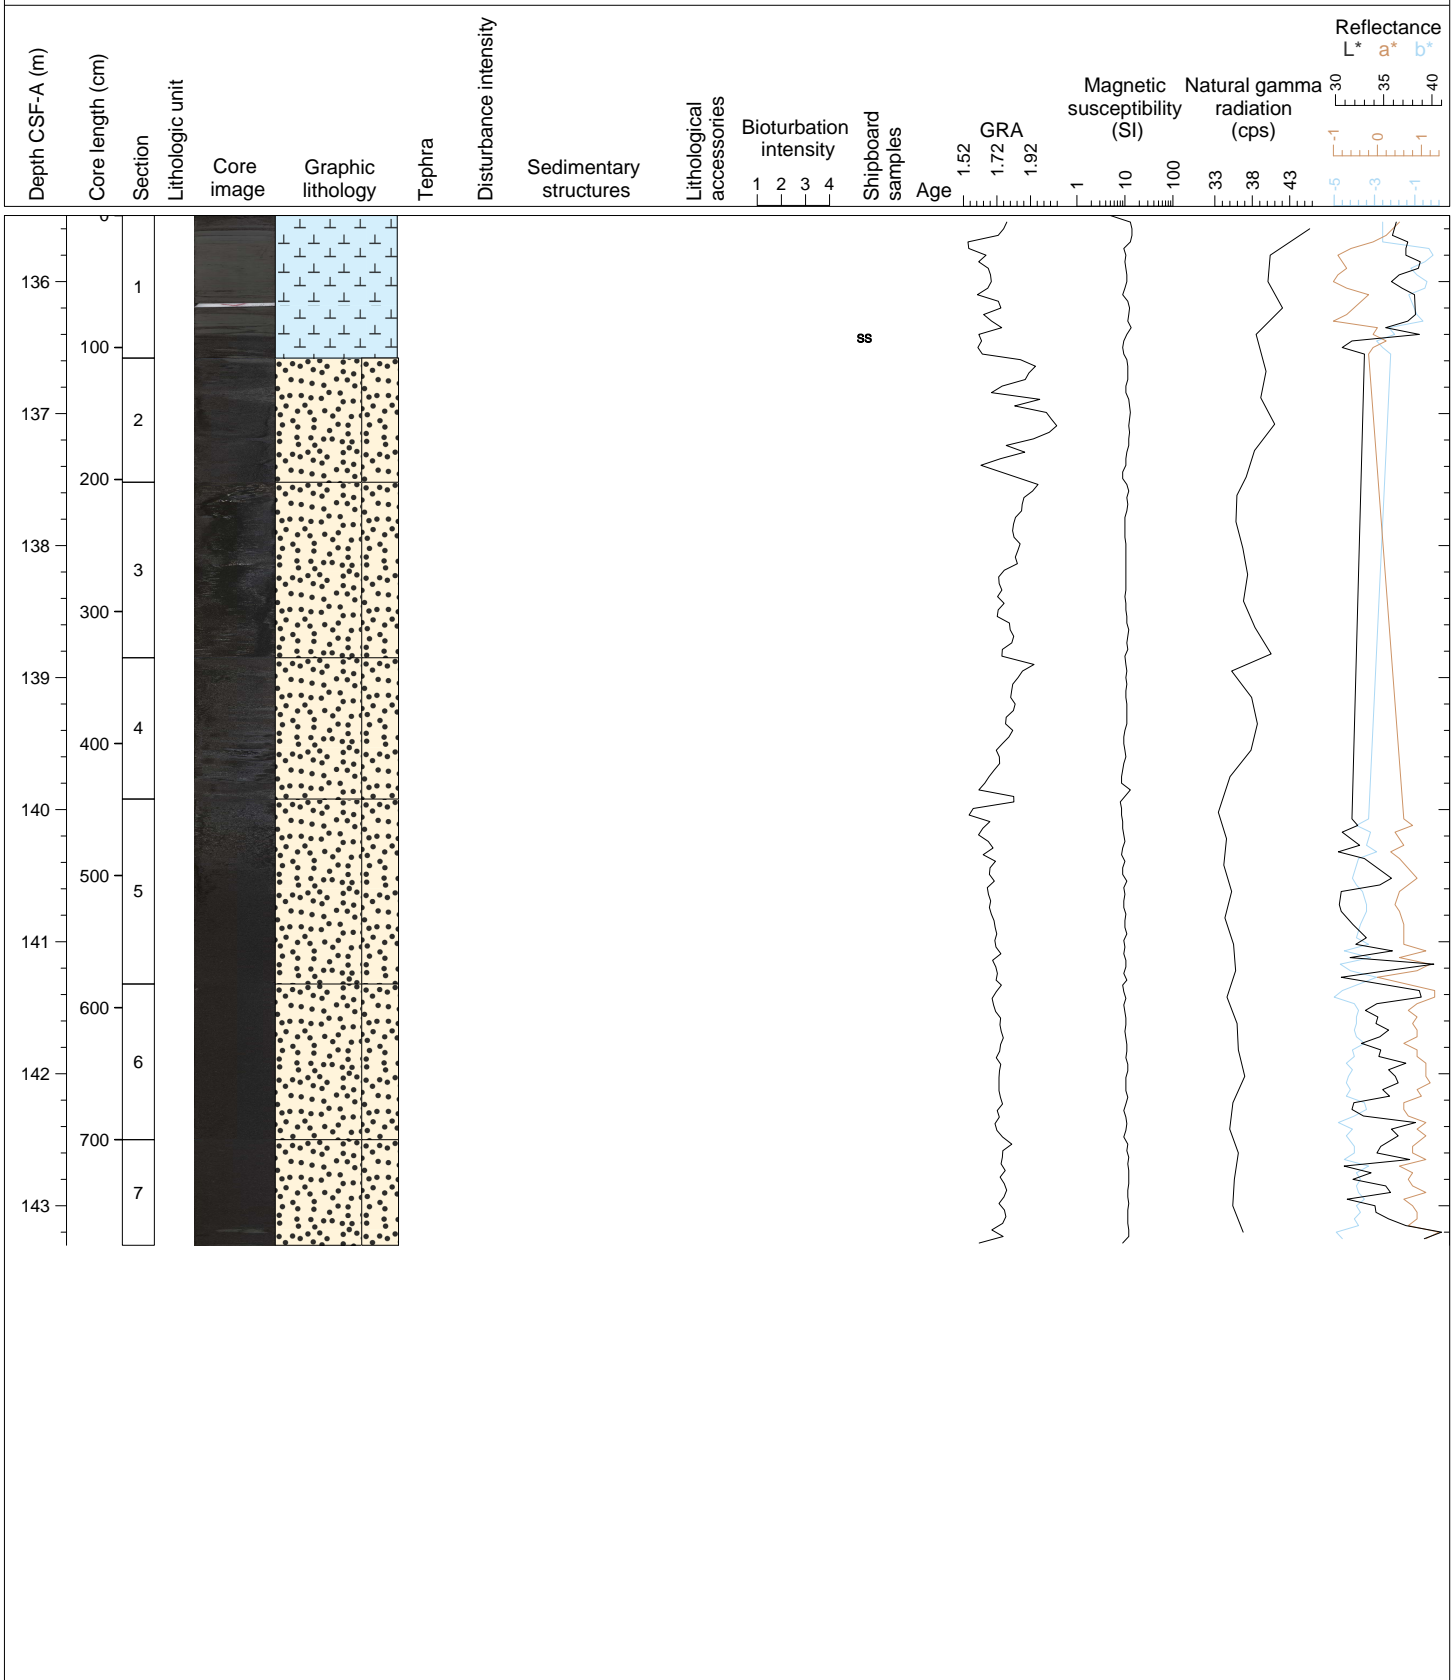 Depth CSF-A (m)
Core length (cm)
Section
Lithologic unit
Core
image
Graphic
lithology
Tephra
Disturbance intensity
Sedimentary
structures
Lithological
accessories
Bioturbation
intensity
1 2 3 4
Shipboard
samples
Age
GRA
1.52 1.72 1.92
Magnetic
susceptibility
(SI)
1 10 100
Natural gamma
radiation
(cps)
33 38 43
Reflectance
L* a* b*
30 35 40
-1 0 1
-5 -3 -1
0
136
1
100
ss
137
2
200
138
3
300
139
4
400
140
500
5
141
600
6
142
700
7
143